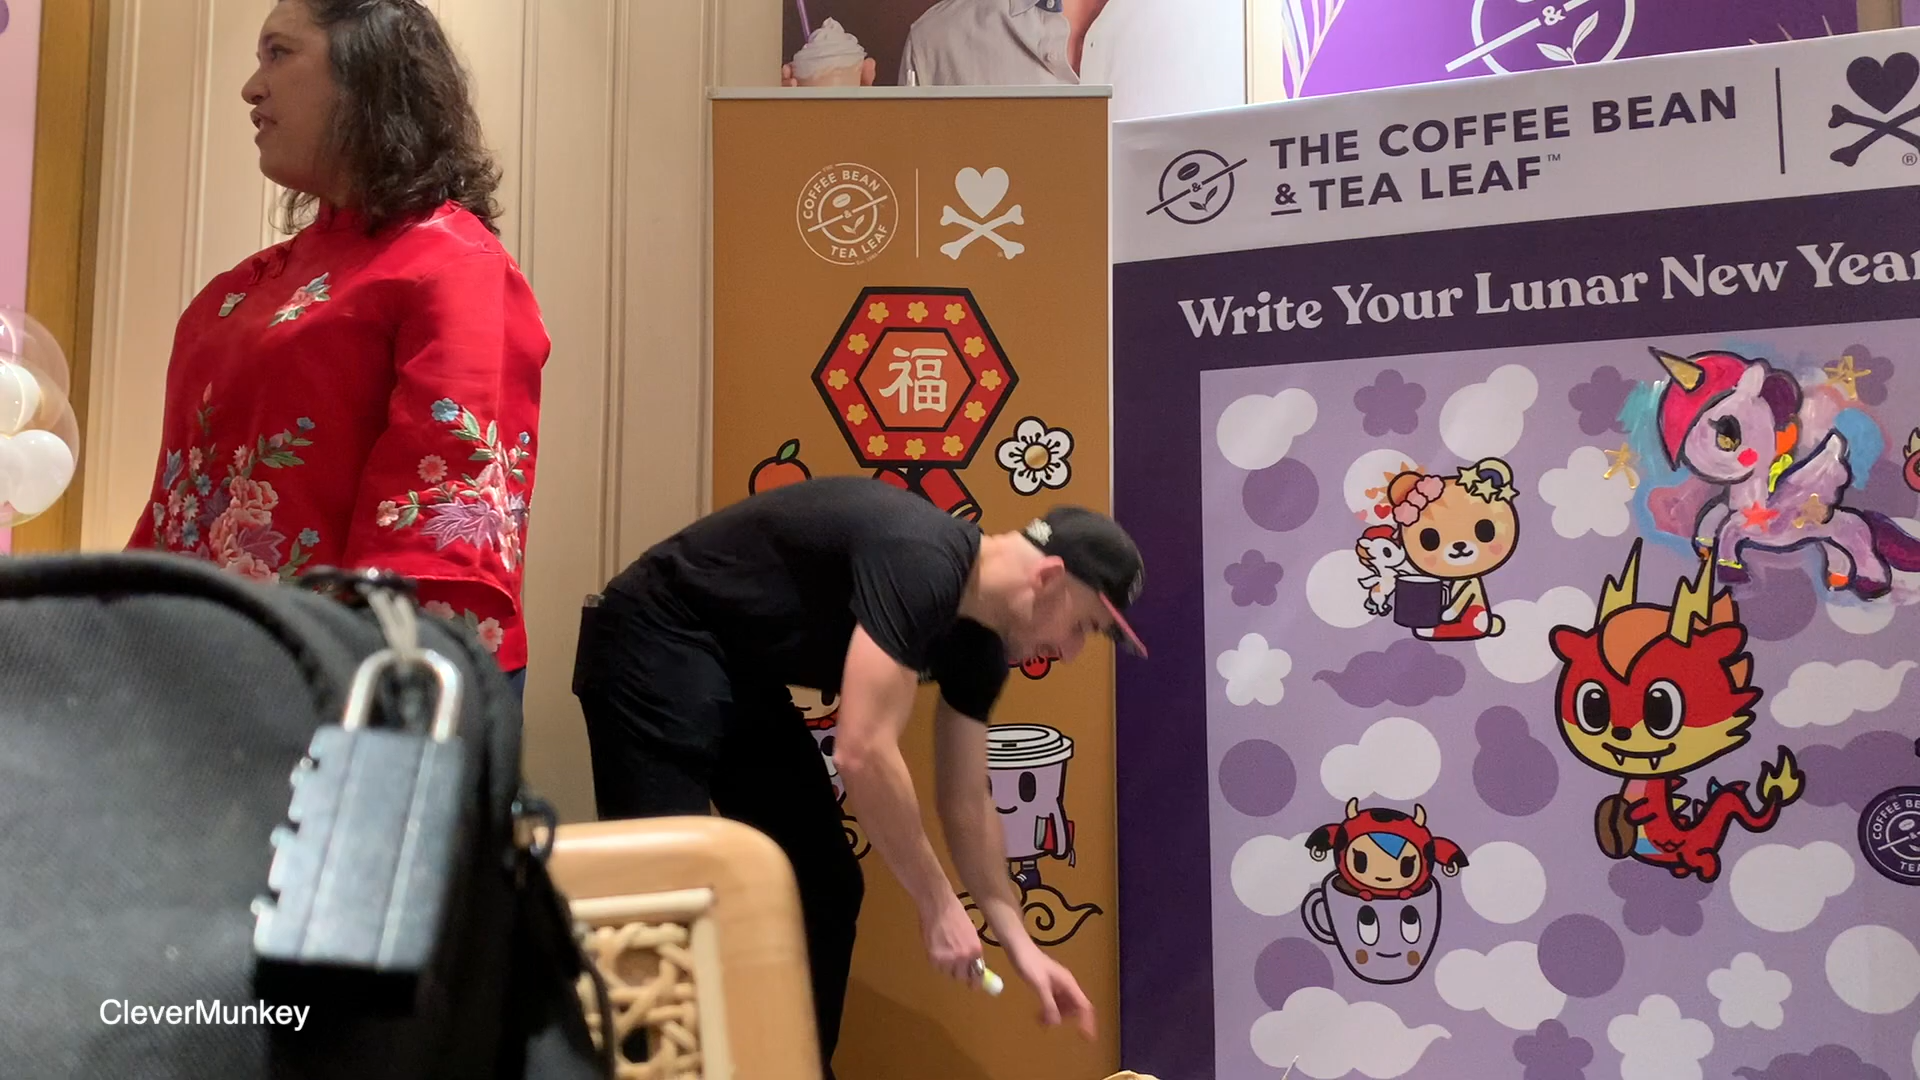 &
THE COFFEE BEAN
& TEA LEAF™
®
COFFEE BEAN
&
TEA LEAF
Write Your Lunar New Year
福
CleverMunkey